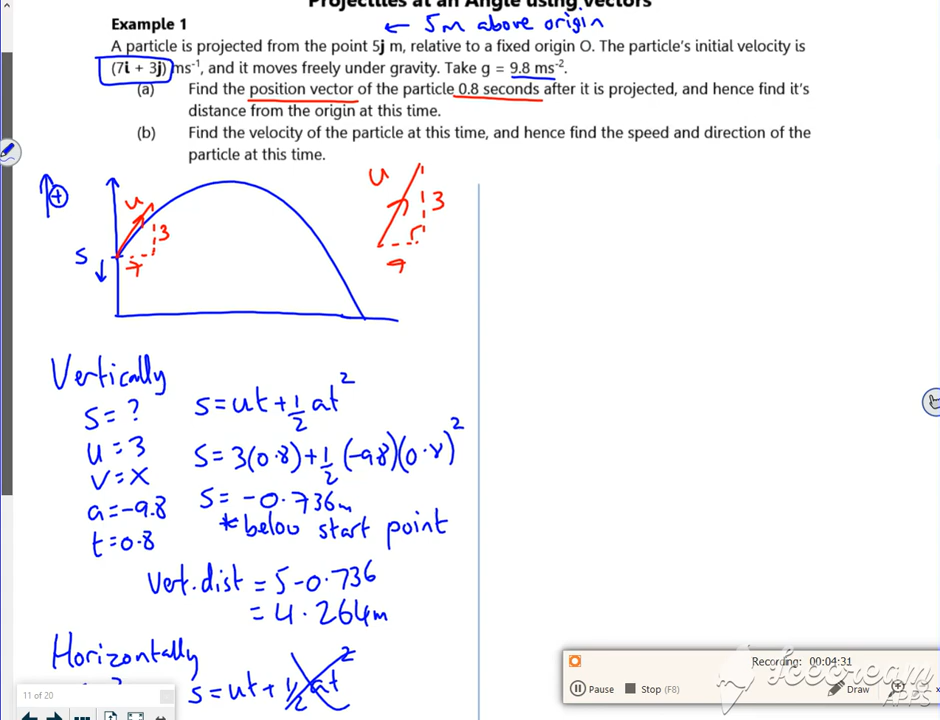 Projectiles at an Angle using Vectors
Example 1
← 5m above origin
A particle is projected from the point 5j m, relative to a fixed origin O. The particle's initial velocity is
(7i + 3j) ms⁻¹, and it moves freely under gravity. Take g = 9.8 ms⁻².
(a) Find the position vector of the particle 0.8 seconds after it is projected, and hence find it's
distance from the origin at this time.
(b) Find the velocity of the particle at this time, and hence find the speed and direction of the
particle at this time.
+
u
3
7
s
u
3
7
Vertically
s = ?
u = 3
v = x
a = -9.8
t = 0.8
s = ut + 1/2 at²
s = 3(0.8) + 1/2 (-9.8)(0.8)²
s = -0.736m
*below start point
vert. dist = 5 - 0.736
= 4.264m
Horizontally
s = ut + 1/2 at²
11 of 20
Recording: 00:04:31
Pause
Stop (F8)
Draw
Icecream
APPS